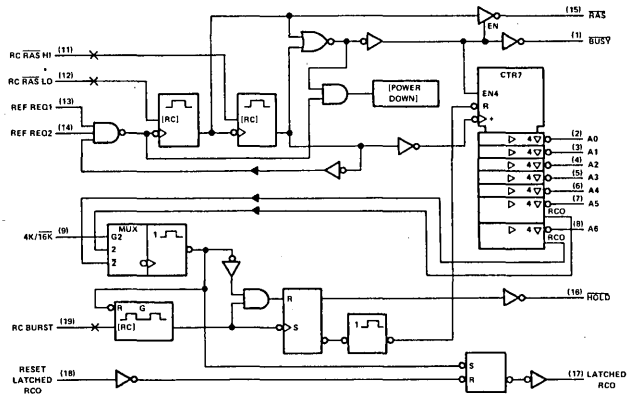 (15) RAS
EN
(1) BUSY
RC RAS HI (11)
RC RAS LO (12)
REF REQ1 (13)
REF REQ2 (14)
[RC]
[RC]
[POWER
DOWN]
CTR7
EN4
R
+
4 (2) A0
4 (3) A1
4 (4) A2
4 (5) A3
4 (6) A4
4 (7) A5
RCO
4 (8) A6
RCO
4K/16K (9)
MUX
G2
2
2
1
R
G
[RC]
RC BURST (19)
R
S
1
(16) HOLD
RESET
LATCHED
RCO
(18)
S
R
(17) LATCHED
RCO